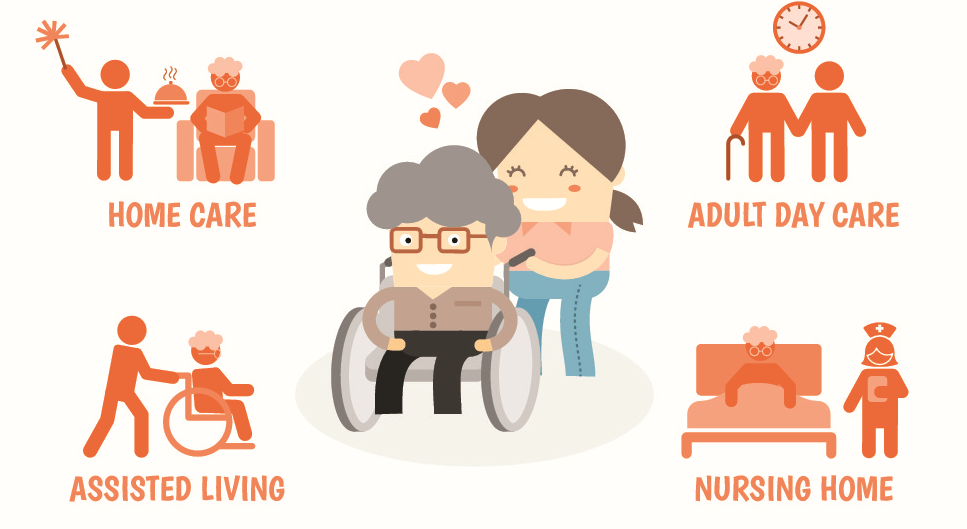 HOME CARE
ADULT DAY CARE
ASSISTED LIVING
NURSING HOME